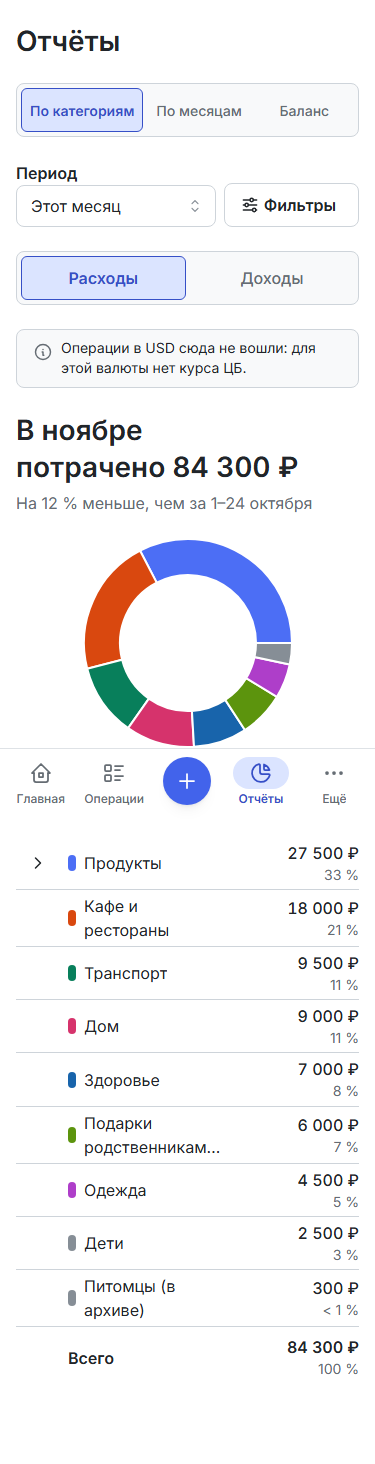 Отчёты
По категориям
По месяцам
Баланс
Период
Этот месяц
Фильтры
Расходы
Доходы
Операции в USD сюда не вошли: для
этой валюты нет курса ЦБ.
В ноябре
потрачено 84 300 ₽
На 12 % меньше, чем за 1–24 октября
Главная
Операции
Отчёты
Ещё
Продукты
27 500 ₽
33 %
Кафе и
рестораны
18 000 ₽
21 %
Транспорт
9 500 ₽
11 %
Дом
9 000 ₽
11 %
Здоровье
7 000 ₽
8 %
Подарки
родственникам...
6 000 ₽
7 %
Одежда
4 500 ₽
5 %
Дети
2 500 ₽
3 %
Питомцы (в
архиве)
300 ₽
< 1 %
Всего
84 300 ₽
100 %